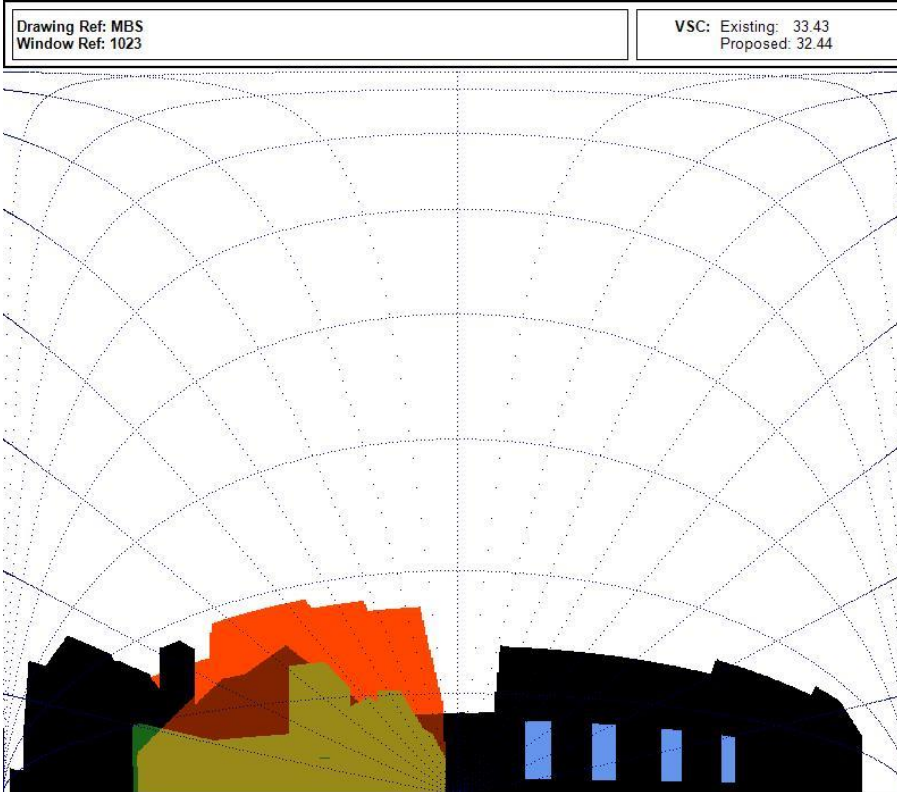 Drawing Ref: MBS
Window Ref: 1023
VSC: Existing: 33.43
Proposed: 32.44